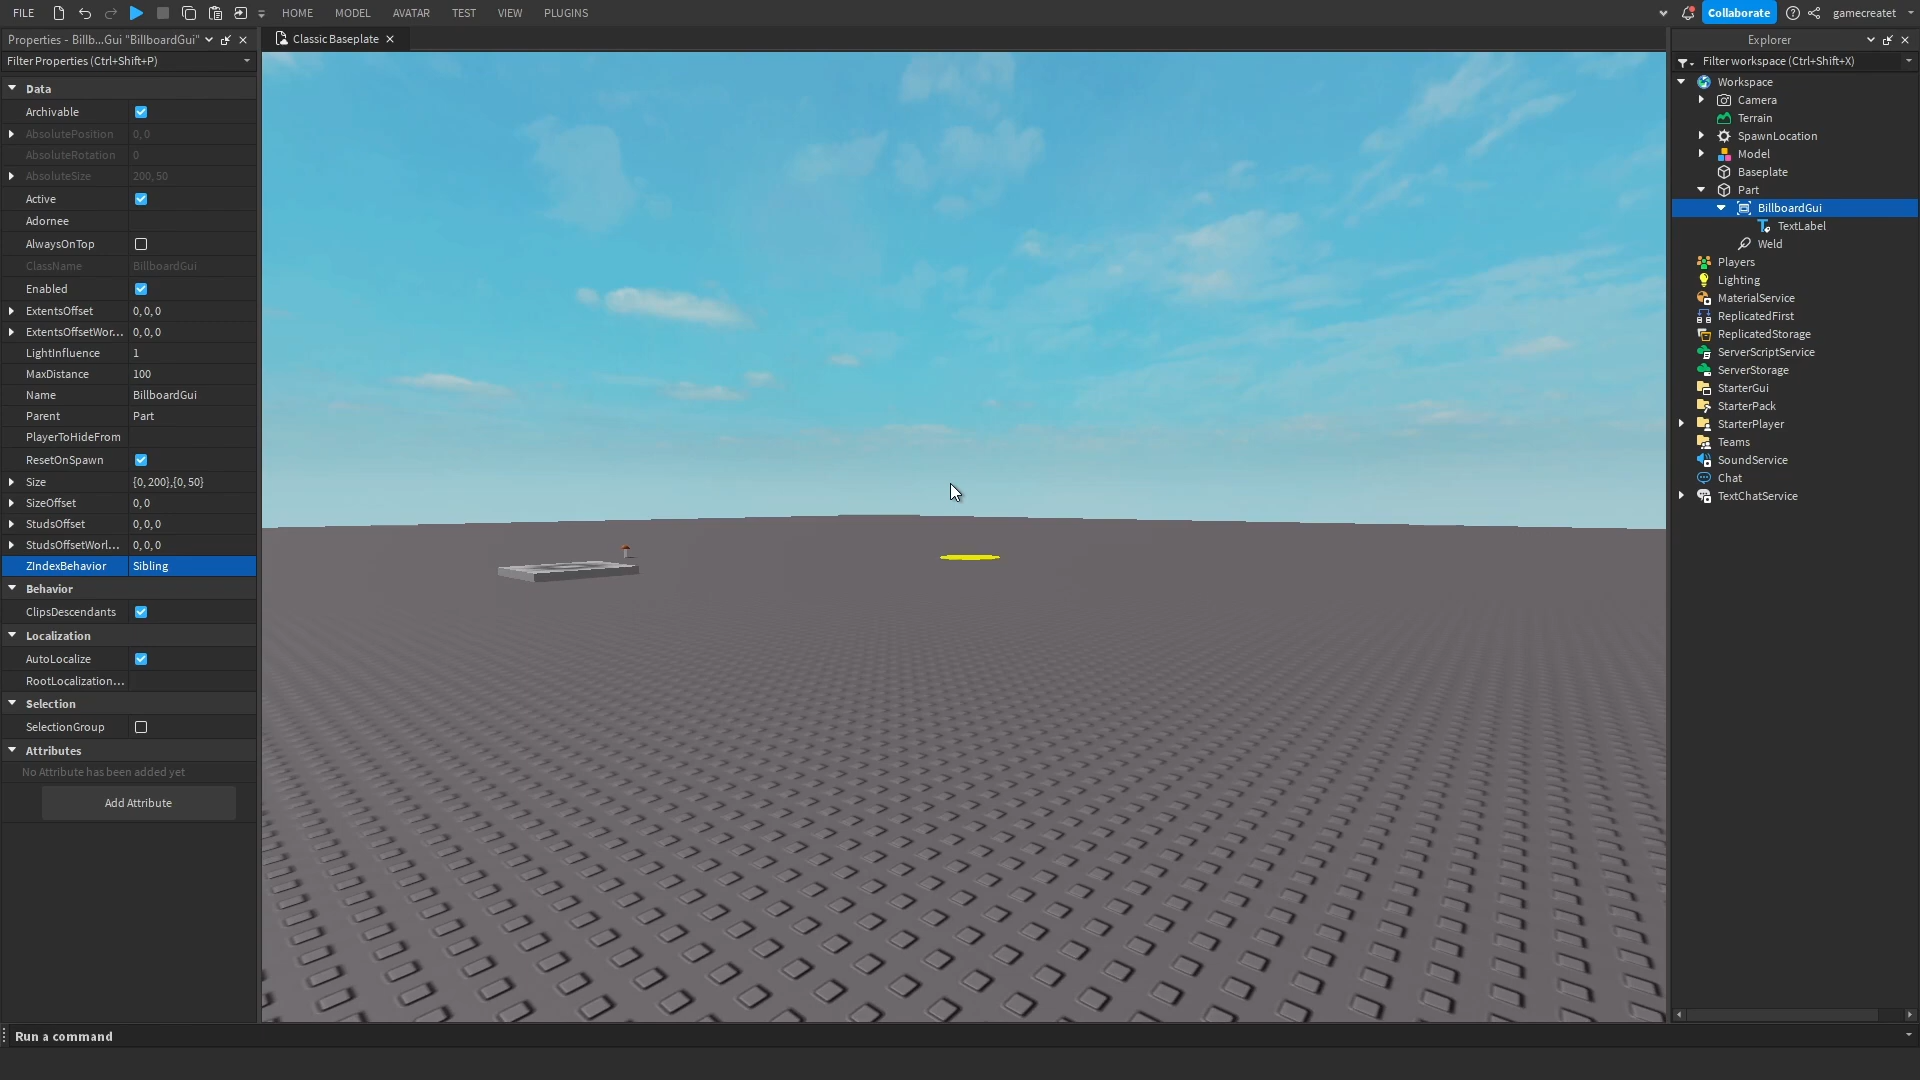 FILE HOME MODEL AVATAR TEST VIEW PLUGINS Collaborate gamecreatet
Properties - Billb...Gui "BillboardGui"
Filter Properties (Ctrl+Shift+P)
Data
Archivable
AbsolutePosition 0, 0
AbsoluteRotation 0
AbsoluteSize 200, 50
Active
Adornee
AlwaysOnTop
ClassName BillboardGui
Enabled
ExtentsOffset 0, 0, 0
ExtentsOffsetWor... 0, 0, 0
LightInfluence 1
MaxDistance 100
Name BillboardGui
Parent Part
PlayerToHideFrom
ResetOnSpawn
Size {0, 200},{0, 50}
SizeOffset 0, 0
StudsOffset 0, 0, 0
StudsOffsetWorl... 0, 0, 0
ZIndexBehavior Sibling
Behavior
ClipsDescendants
Localization
AutoLocalize
RootLocalization...
Selection
SelectionGroup
Attributes
No Attribute has been added yet
Add Attribute
Classic Baseplate
Explorer
Filter workspace (Ctrl+Shift+X)
Workspace
Camera
Terrain
SpawnLocation
Model
Baseplate
Part
BillboardGui
TextLabel
Weld
Players
Lighting
MaterialService
ReplicatedFirst
ReplicatedStorage
ServerScriptService
ServerStorage
StarterGui
StarterPack
StarterPlayer
Teams
SoundService
Chat
TextChatService
Run a command